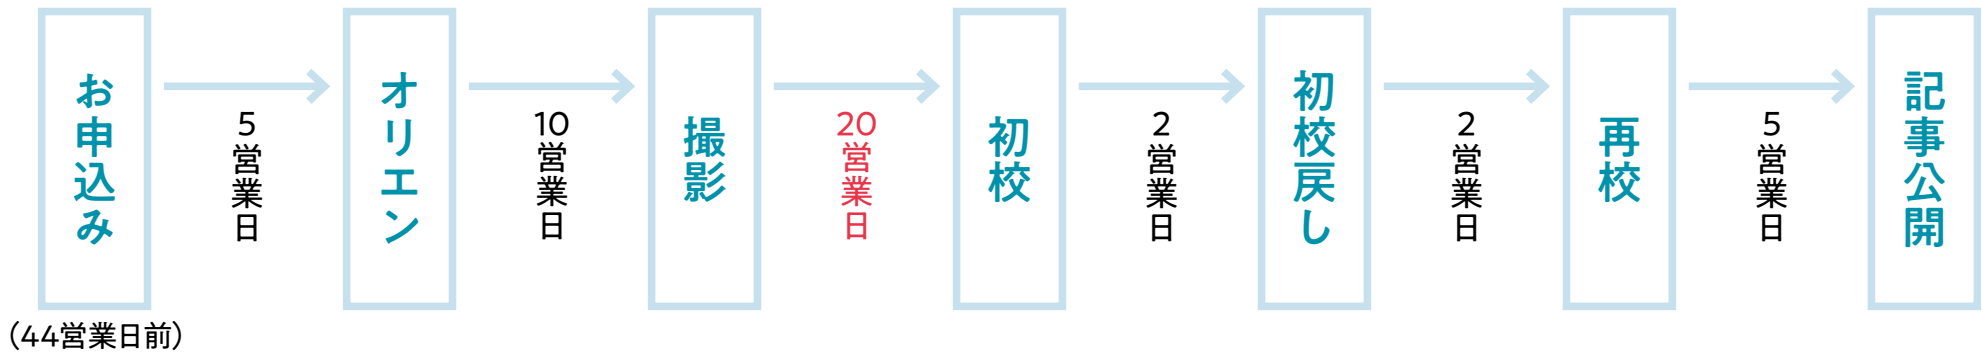 お申込み
5営業日
オリエン
10営業日
撮影
20営業日
初校
2営業日
初校戻し
2営業日
再校
5営業日
記事公開
（44営業日前）